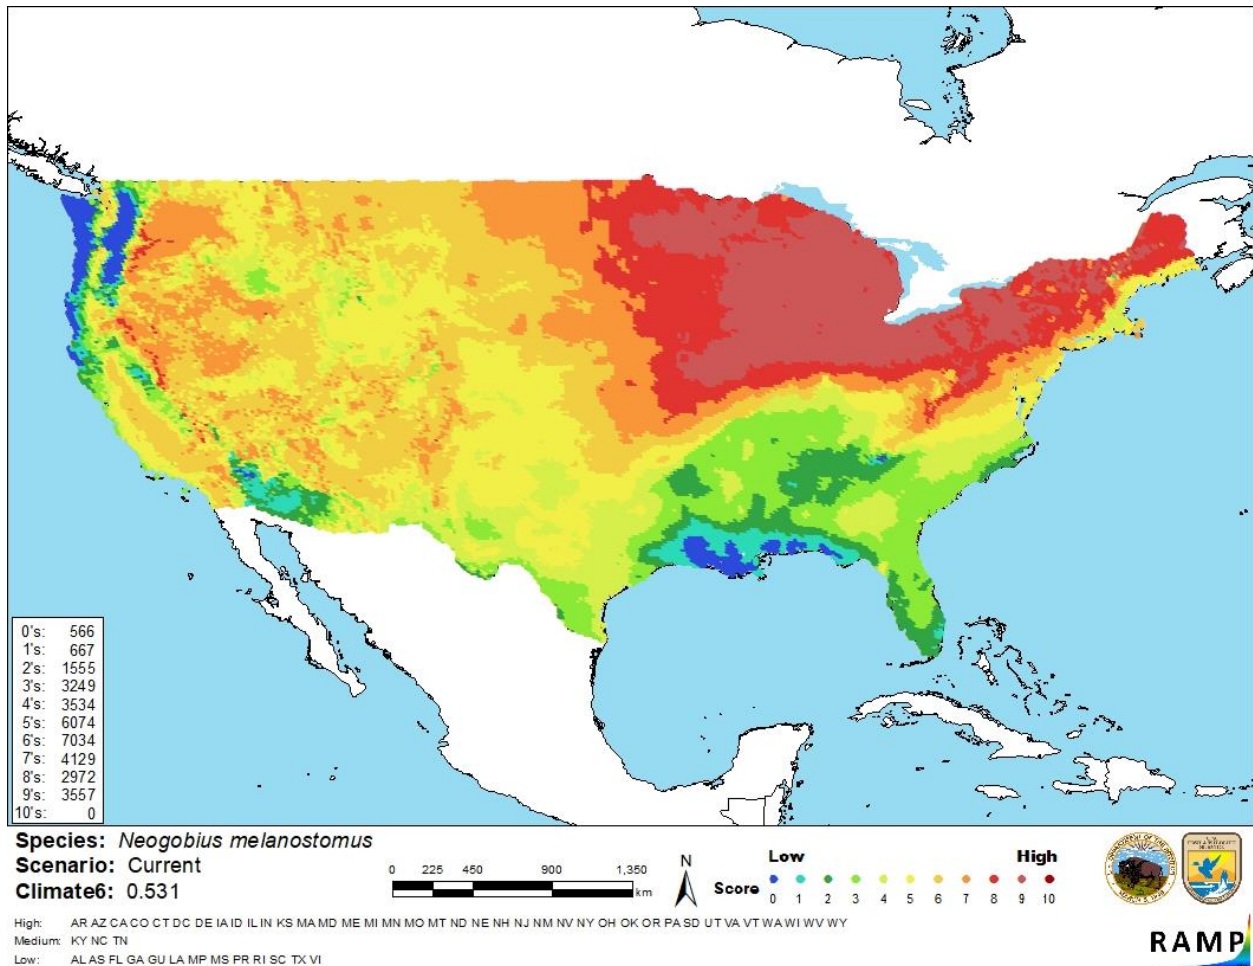 0's: 566
1's: 667
2's: 1555
3's: 3249
4's: 3534
5's: 6074
6's: 7034
7's: 4129
8's: 2972
9's: 3557
10's: 0
Species: Neogobius melanostomus
Scenario: Current
Climate6: 0.531
0 225 450 900 1,350
km
N
Low High
Score 0 1 2 3 4 5 6 7 8 9 10
High: AR AZ CA CO CT DC DE IA ID IL IN KS MA MD ME MI MN MO MT ND NE NH NJ NM NV NY OH OK OR PA SD UT VA VT WA WI WV WY
Medium: KY NC TN
Low: AL AS FL GA GU LA MP MS PR RI SC TX VI
RAMP